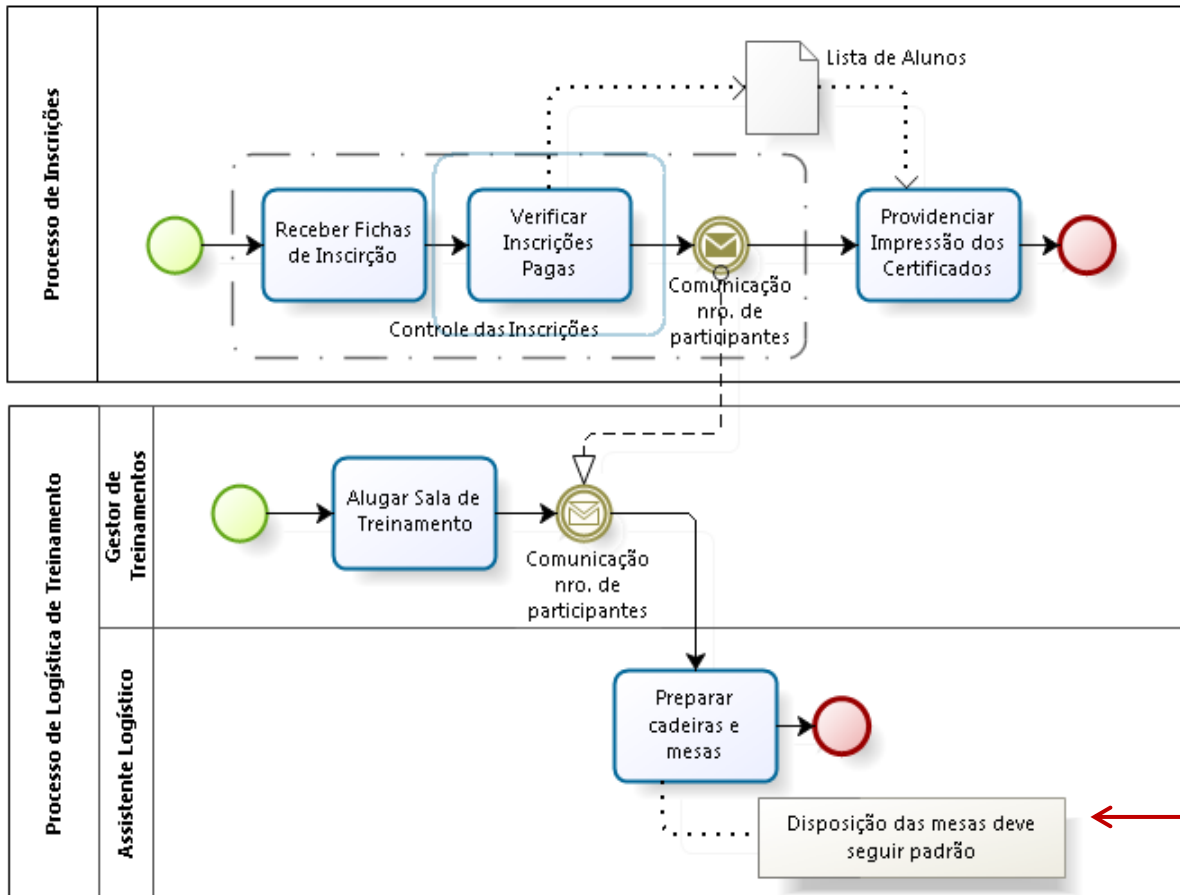 Processo de Inscrições
Lista de Alunos
Receber Fichas
de Inscirção
Verificar
Inscrições
Pagas
Controle das Inscrições
Comunicação
nro. de
participantes
Providenciar
Impressão dos
Certificados
Processo de Logística de Treinamento
Gestor de
Treinamentos
Alugar Sala de
Treinamento
Comunicação
nro. de
participantes
Assistente Logístico
Preparar
cadeiras e
mesas
Disposição das mesas deve
seguir padrão